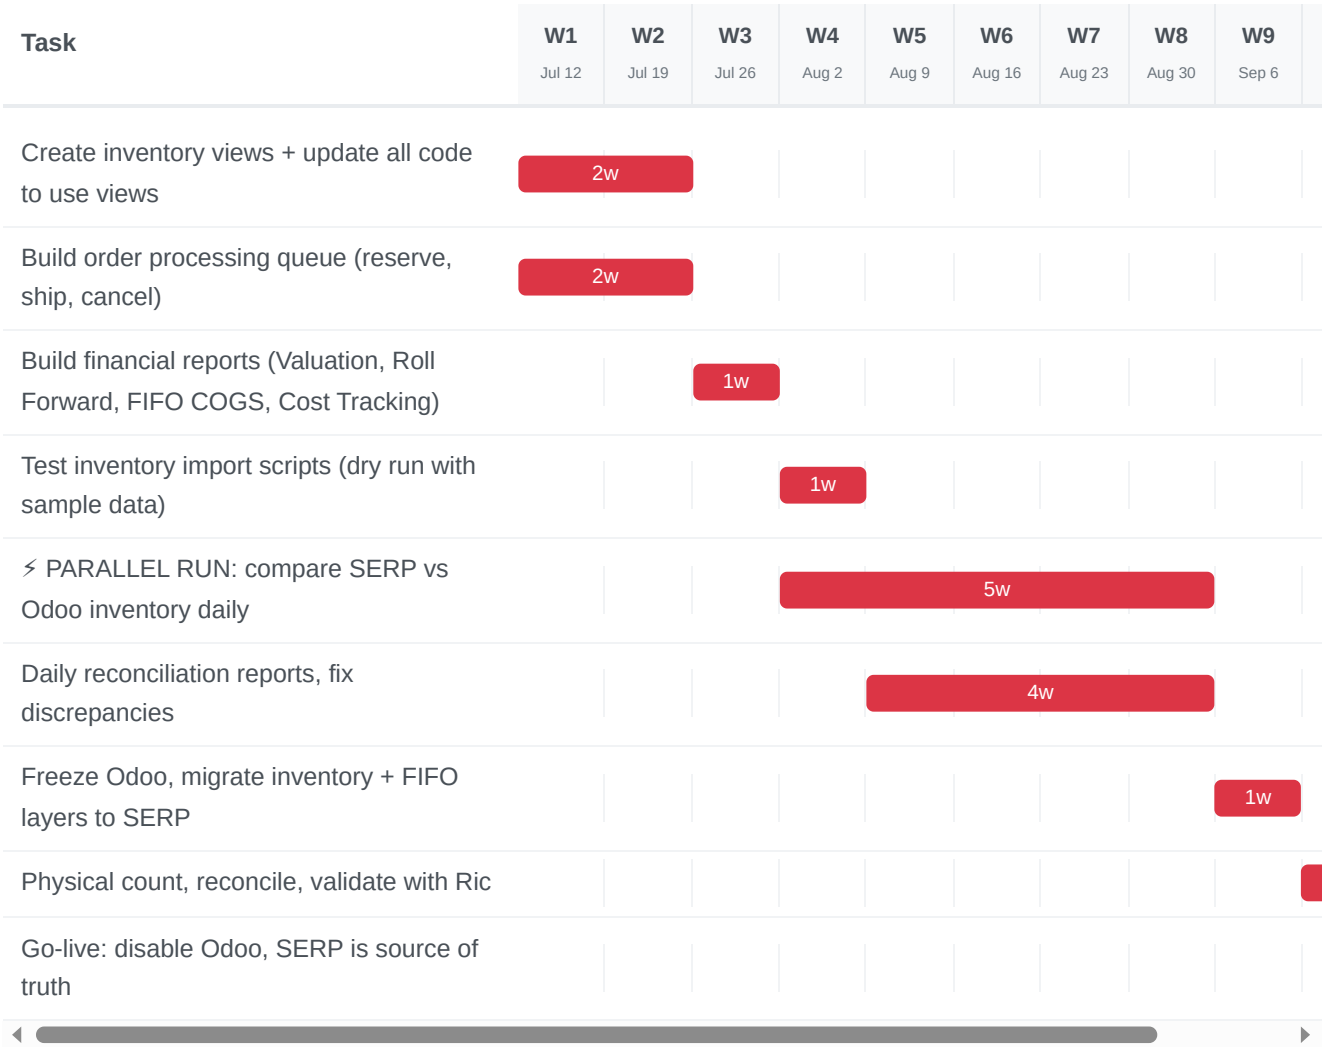 Task
W1 W2 W3 W4 W5 W6 W7 W8 W9
Jul 12 Jul 19 Jul 26 Aug 2 Aug 9 Aug 16 Aug 23 Aug 30 Sep 6
Create inventory views + update all code
to use views
2w
Build order processing queue (reserve,
ship, cancel)
2w
Build financial reports (Valuation, Roll
Forward, FIFO COGS, Cost Tracking)
1w
Test inventory import scripts (dry run with
sample data)
1w
⚡ PARALLEL RUN: compare SERP vs
Odoo inventory daily
5w
Daily reconciliation reports, fix
discrepancies
4w
Freeze Odoo, migrate inventory + FIFO
layers to SERP
1w
Physical count, reconcile, validate with Ric
Go-live: disable Odoo, SERP is source of
truth